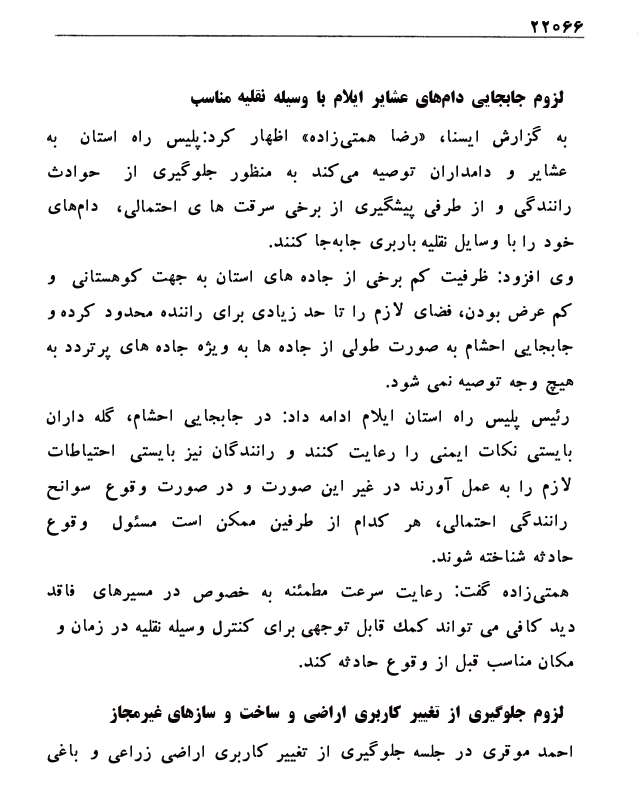 ۲۲۰۶۶
لزوم جابجایی دام‌های عشایر ایلام با وسیله نقلیه مناسب
به گزارش ایسنا، «رضا همتی‌زاده» اظهار کرد:پلیس راه استان به
عشایر و دامداران توصیه می‌کند به منظور جلوگیری از حوادث
رانندگی و از طرفی پیشگیری از برخی سرقت ها ی احتمالی، دام‌های
خود را با وسایل نقلیه باربری جابه‌جا کنند.
وی افزود: ظرفیت کم برخی از جاده های استان به جهت کوهستانی و
کم عرض بودن، فضای لازم را تا حد زیادی برای راننده محدود کرده و
جابجایی احشام به صورت طولی از جاده ها به ویژه جاده های پرتردد به
هیچ وجه توصیه نمی شود.
رئیس پلیس راه استان ایلام ادامه داد: در جابجایی احشام، گله داران
بایستی نکات ایمنی را رعایت کنند و رانندگان نیز بایستی احتیاطات
لازم را به عمل آورند در غیر این صورت و در صورت وقوع سوانح
رانندگی احتمالی، هر کدام از طرفین ممکن است مسئول وقوع
حادثه شناخته شوند.
همتی‌زاده گفت: رعایت سرعت مطمئنه به خصوص در مسیرهای فاقد
دید کافی می تواند کمك قابل توجهی برای کنترل وسیله نقلیه در زمان و
مکان مناسب قبل از وقوع حادثه کند.
لزوم جلوگیری از تغییر کاربری اراضی و ساخت و سازهای غیرمجاز
احمد موقری در جلسه جلوگیری از تغییر کاربری اراضی زراعی و باغی